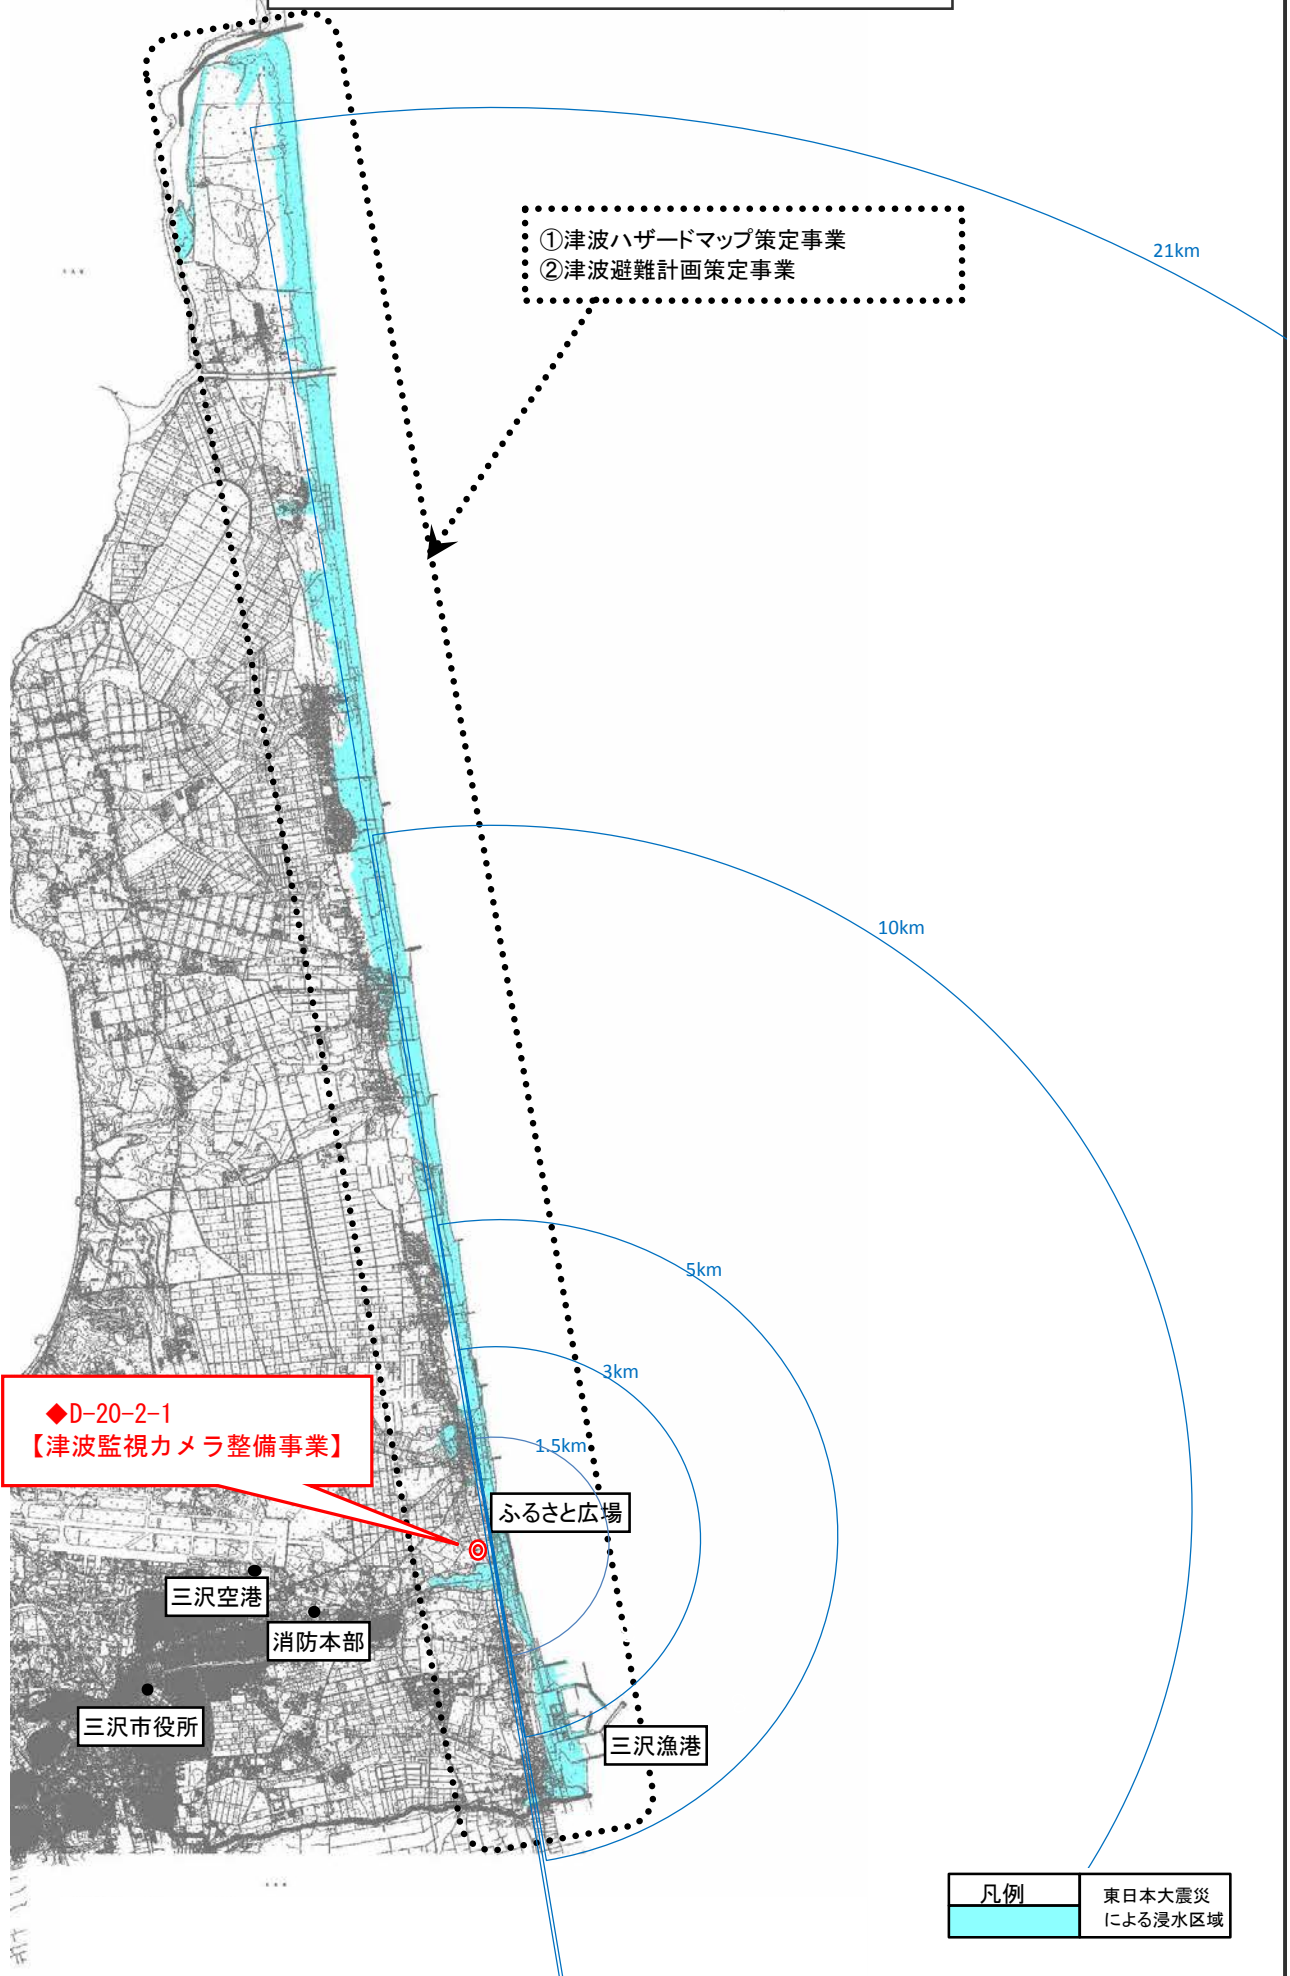 ①津波ハザードマップ策定事業
②津波避難計画策定事業
21km
10km
5km
3km
1.5km
◆D-20-2-1
【津波監視カメラ整備事業】
ふるさと広場
三沢空港
消防本部
三沢市役所
三沢漁港
凡例
東日本大震災
による浸水区域